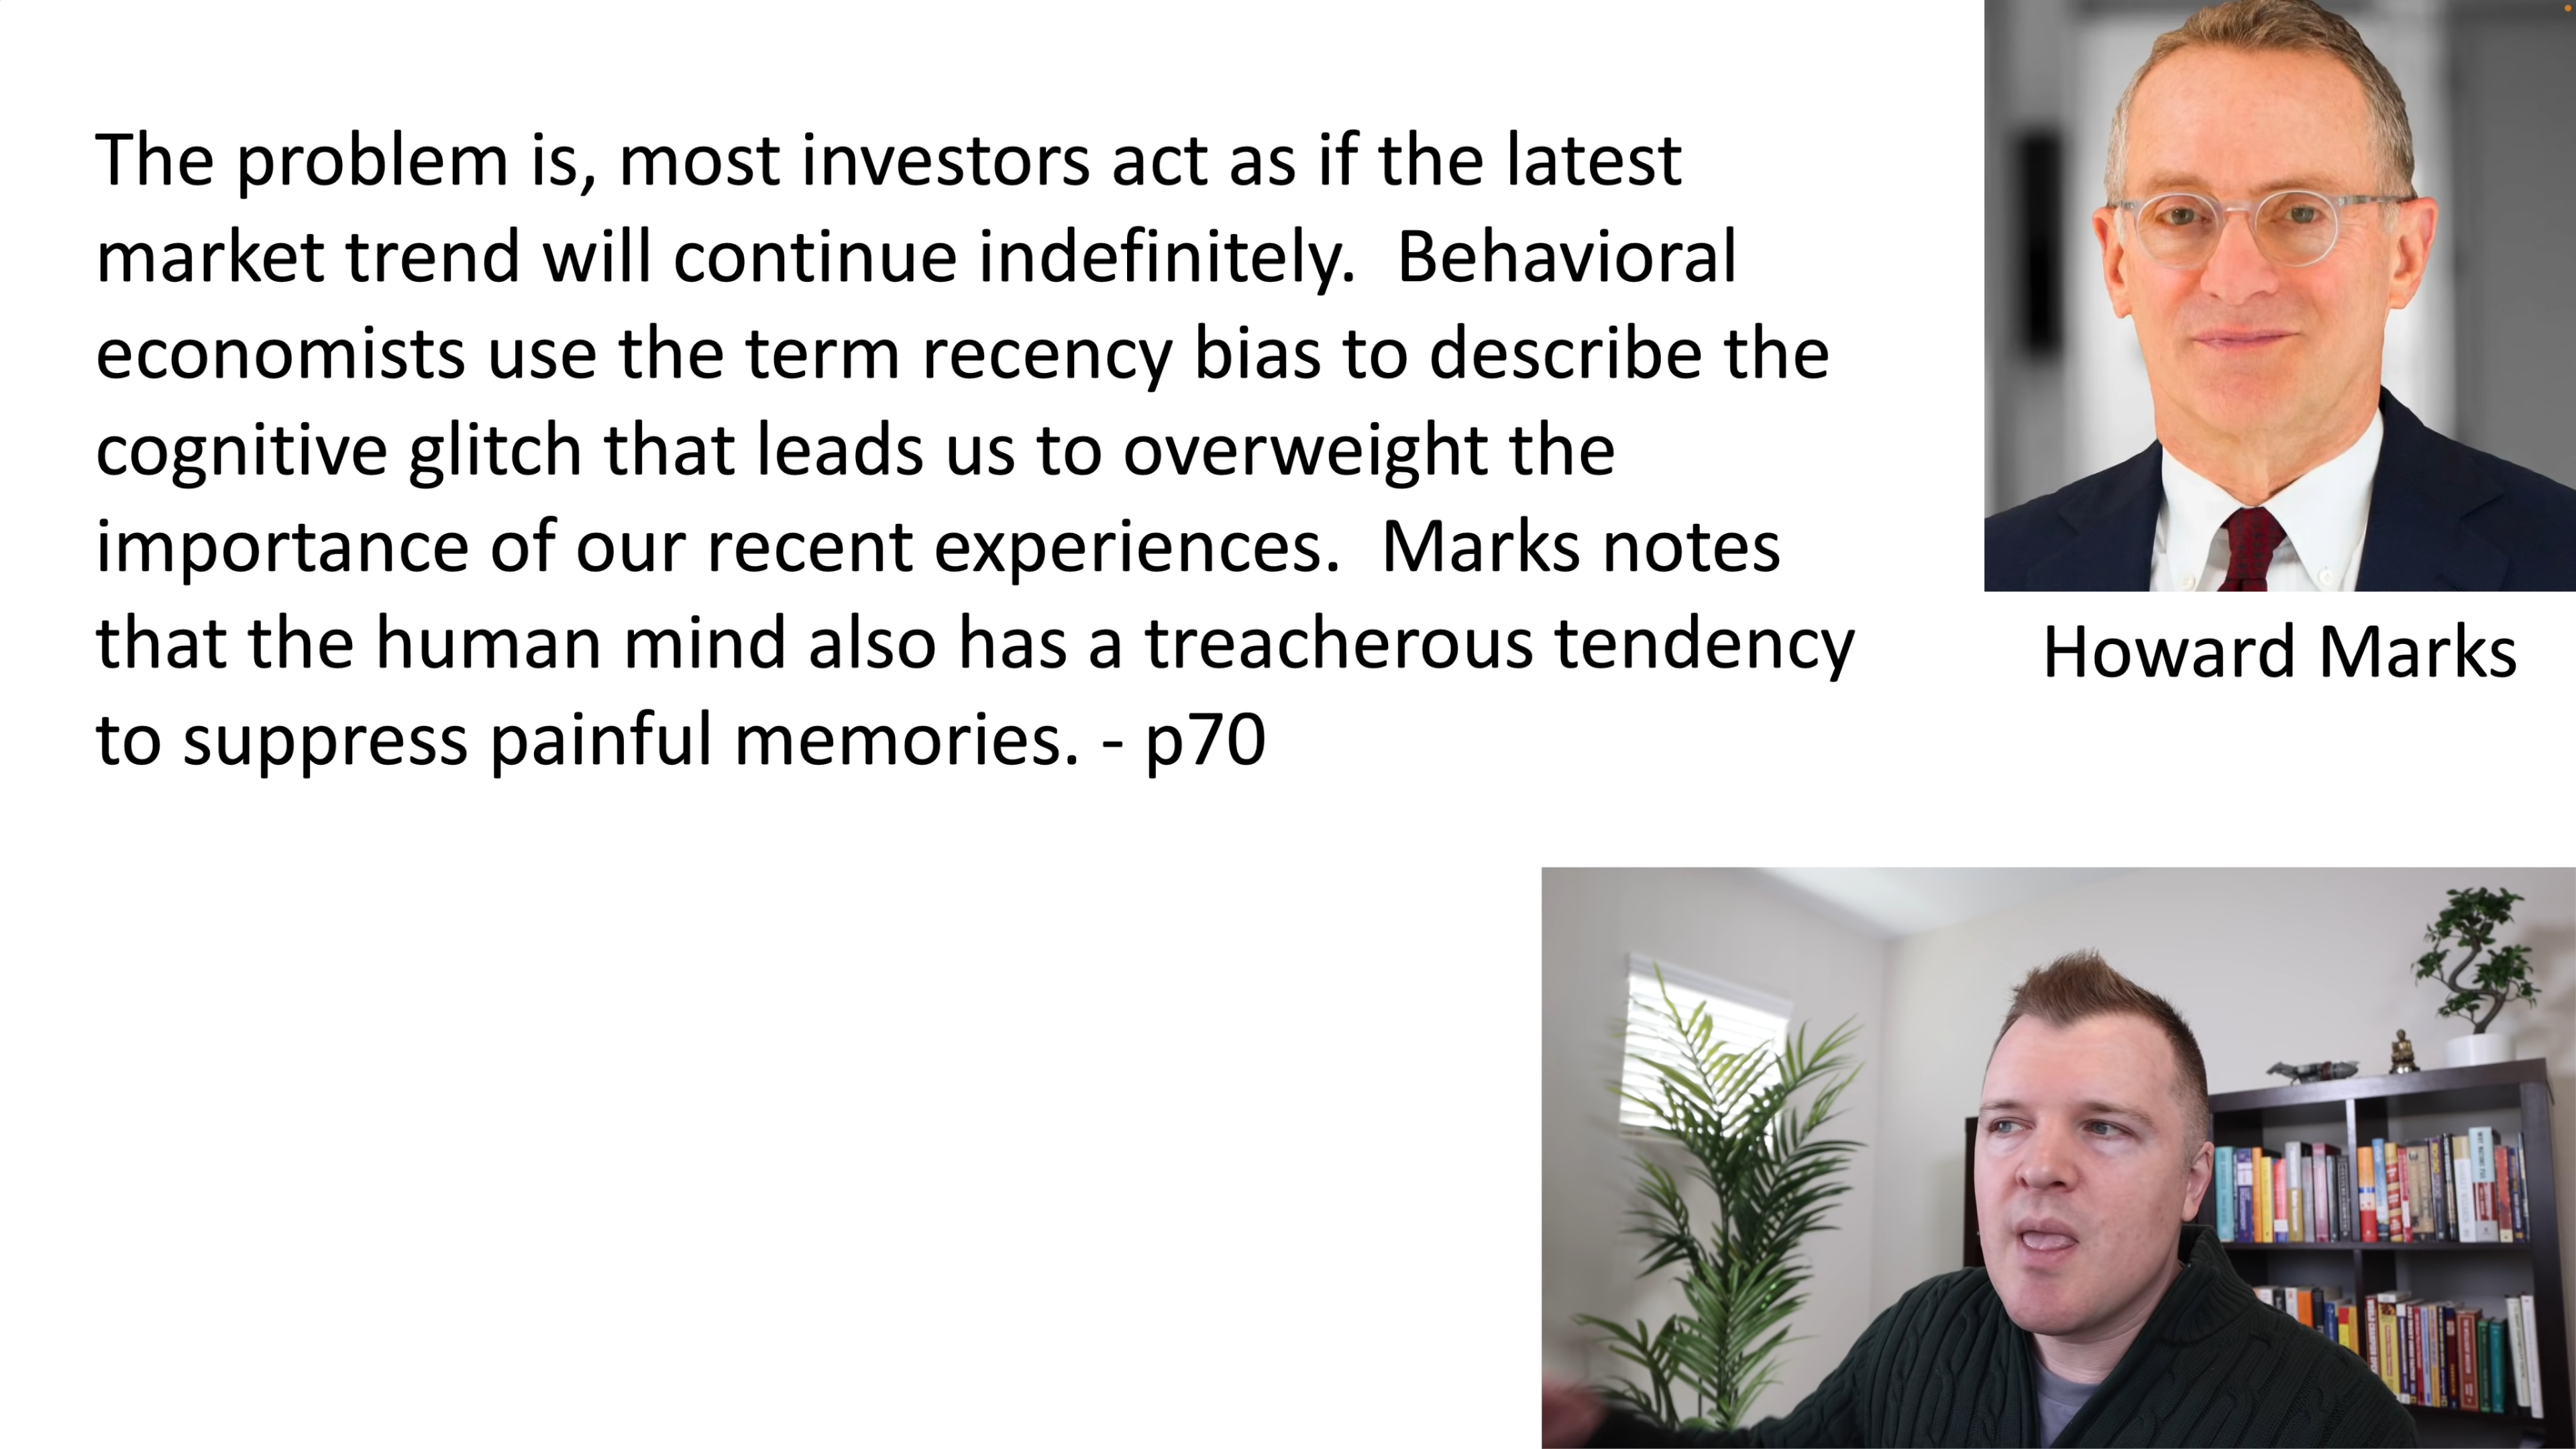 The problem is, most investors act as if the latest
market trend will continue indefinitely.  Behavioral
economists use the term recency bias to describe the
cognitive glitch that leads us to overweight the
importance of our recent experiences.  Marks notes
that the human mind also has a treacherous tendency
to suppress painful memories. - p70
Howard Marks